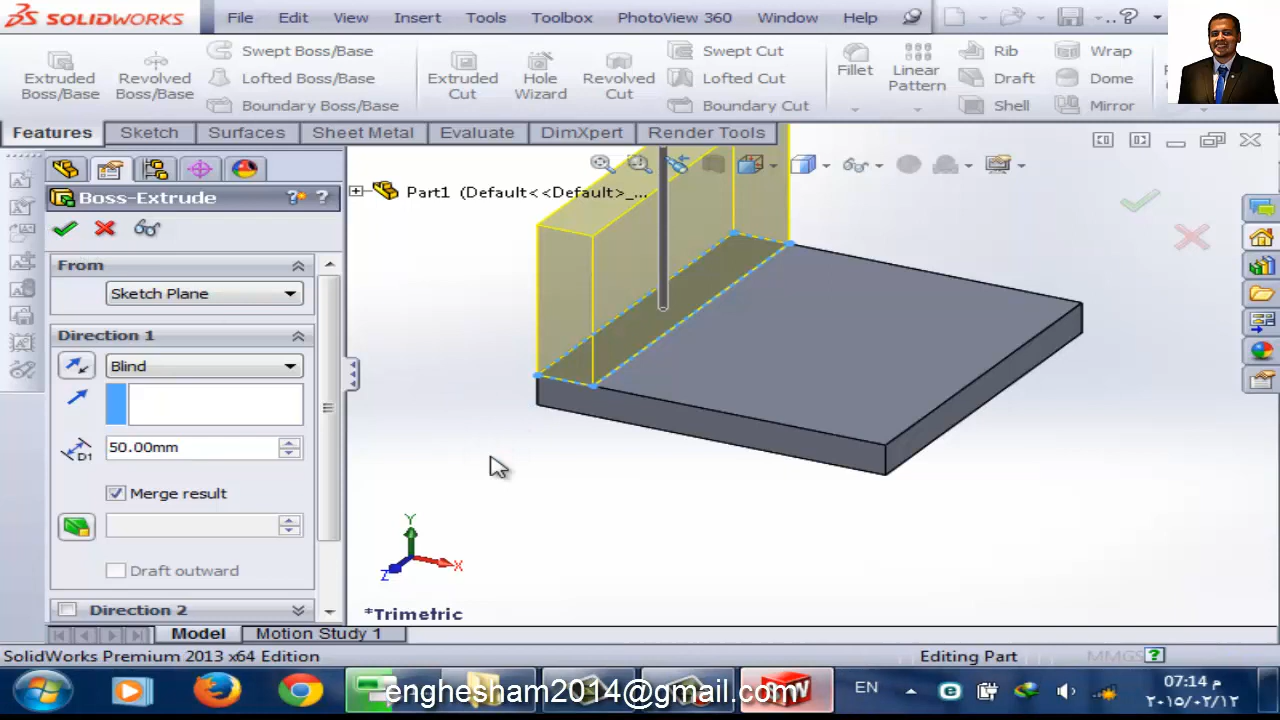 SOLIDWORKS File Edit View Insert Tools Toolbox PhotoView 360 Window Help
Extruded Boss/Base
Revolved Boss/Base
Swept Boss/Base
Lofted Boss/Base
Boundary Boss/Base
Extruded Cut
Hole Wizard
Revolved Cut
Swept Cut
Lofted Cut
Boundary Cut
Fillet
Linear Pattern
Rib
Draft
Shell
Wrap
Dome
Mirror
Features Sketch Surfaces Sheet Metal Evaluate DimXpert Render Tools
Part1 (Default<<Default>_...
Boss-Extrude
From
Sketch Plane
Direction 1
Blind
D1
50.00mm
Merge result
Draft outward
Direction 2
Y
X
Z
*Trimetric
Model Motion Study 1
SolidWorks Premium 2013 x64 Edition Editing Part MMGS
enghesham2014@gmail.com
EN
07:14 م
٢٠١٥/٠٢/١٢